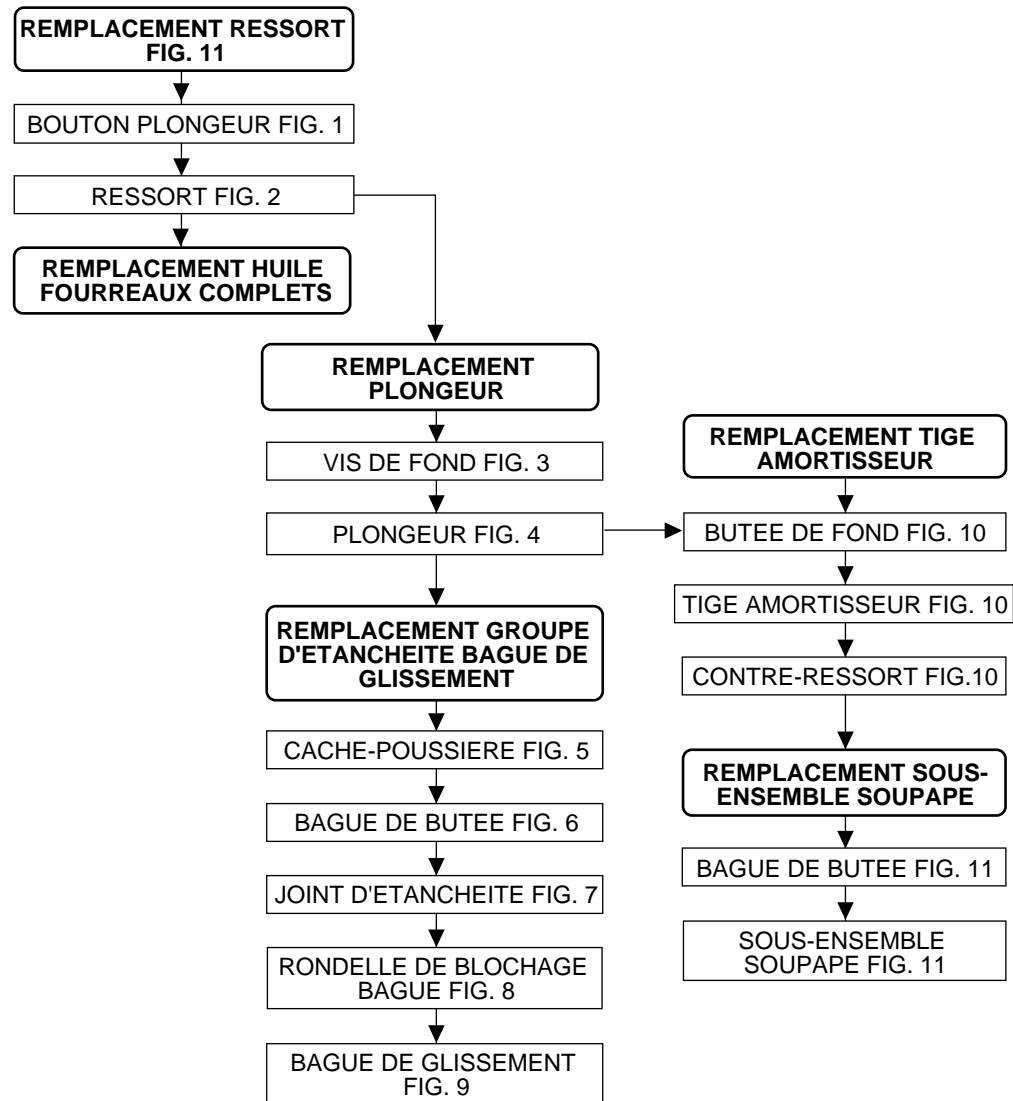 REMPLACEMENT RESSORT
FIG. 11
BOUTON PLONGEUR FIG. 1
RESSORT FIG. 2
REMPLACEMENT HUILE
FOURREAUX COMPLETS
REMPLACEMENT
PLONGEUR
VIS DE FOND FIG. 3
PLONGEUR FIG. 4
REMPLACEMENT GROUPE
D'ETANCHEITE BAGUE DE
GLISSEMENT
CACHE-POUSSIERE FIG. 5
BAGUE DE BUTEE FIG. 6
JOINT D'ETANCHEITE FIG. 7
RONDELLE DE BLOCHAGE
BAGUE FIG. 8
BAGUE DE GLISSEMENT
FIG. 9
REMPLACEMENT TIGE
AMORTISSEUR
BUTEE DE FOND FIG. 10
TIGE AMORTISSEUR FIG. 10
CONTRE-RESSORT FIG.10
REMPLACEMENT SOUS-
ENSEMBLE SOUPAPE
BAGUE DE BUTEE FIG. 11
SOUS-ENSEMBLE
SOUPAPE FIG. 11